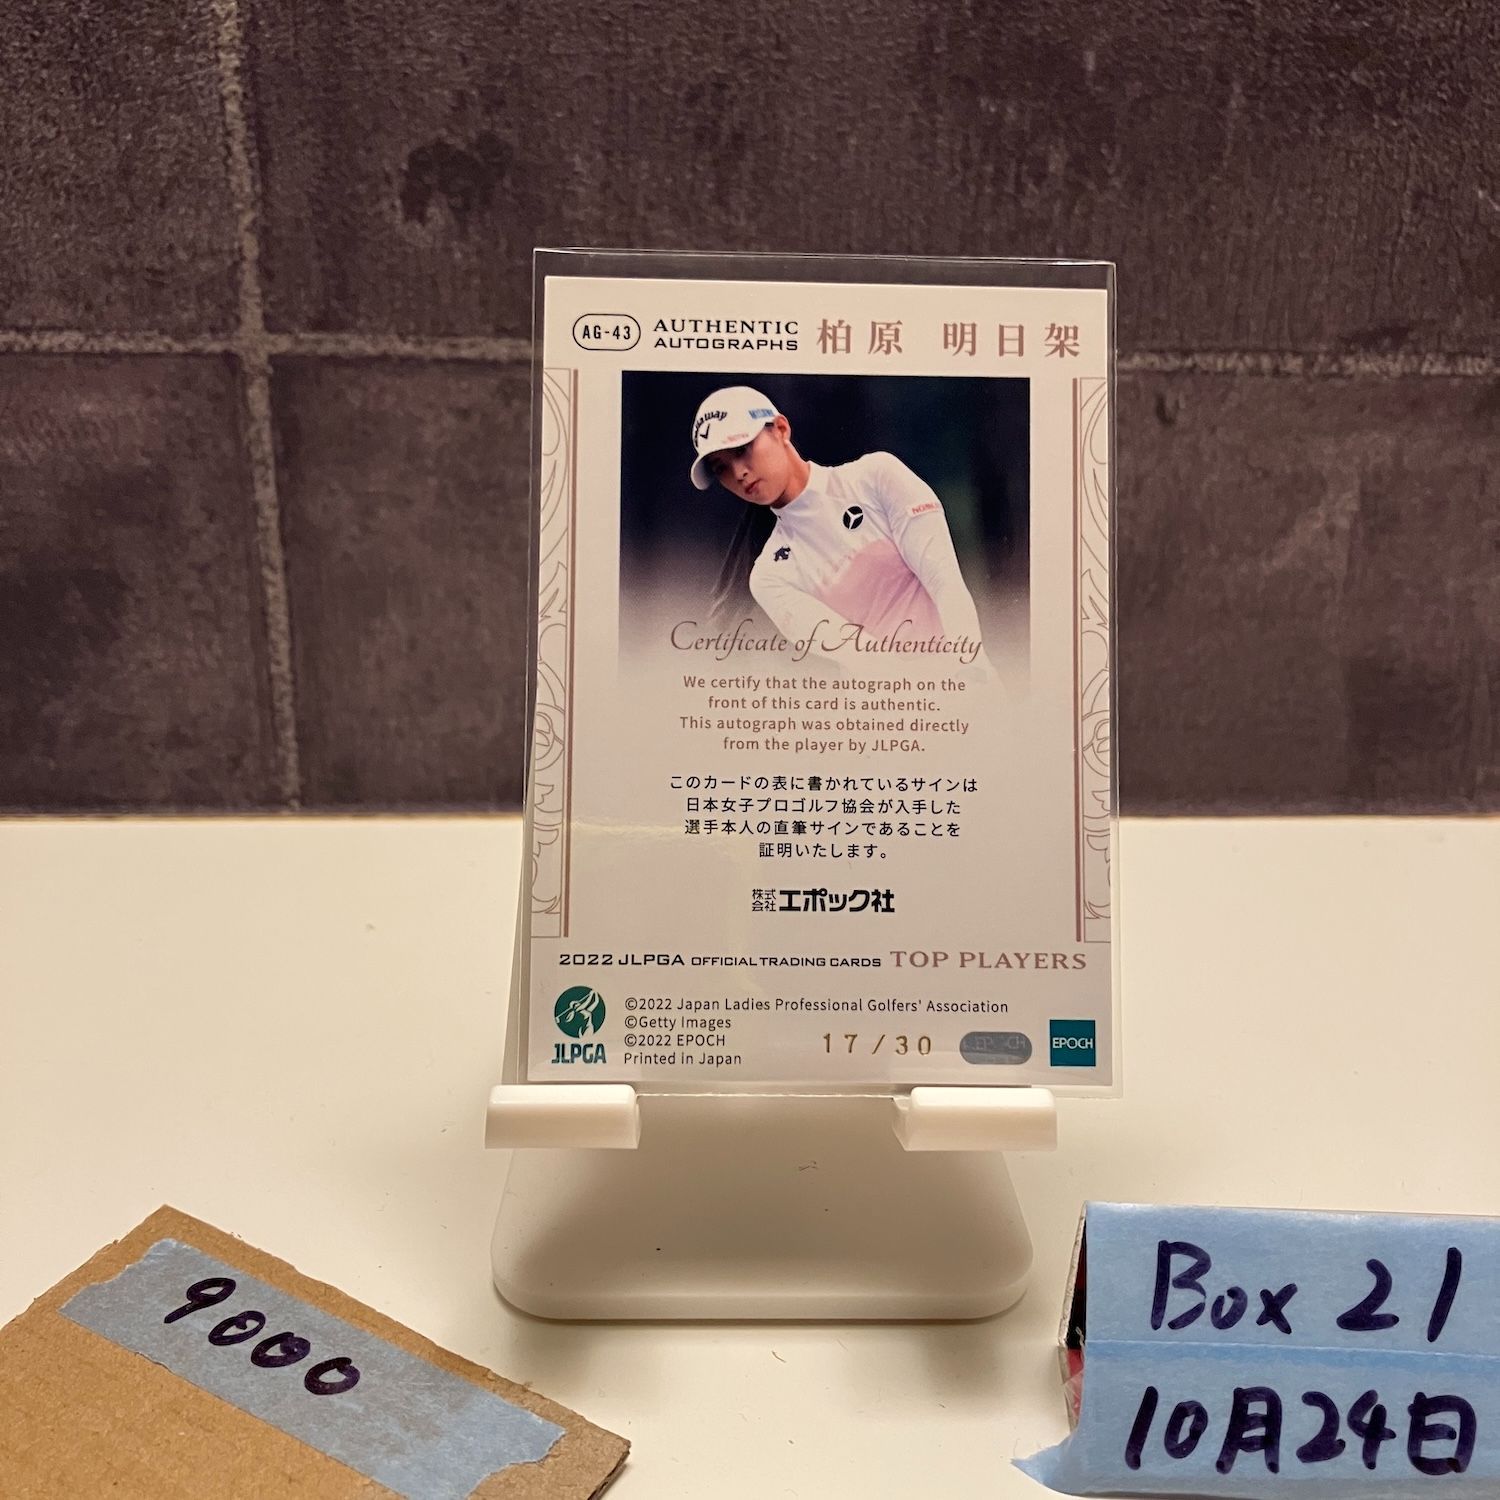 AG-43 AUTHENTIC AUTOGRAPHS 柏原 明日架
Callaway
Certificate of Authenticity
We certify that the autograph on the
front of this card is authentic.
This autograph was obtained directly
from the player by JLPGA.
このカードの表に書かれているサインは
日本女子プロゴルフ協会が入手した
選手本人の直筆サインであることを
証明いたします。
株式会社エポック社
2022 JLPGA OFFICIAL TRADING CARDS TOP PLAYERS
©2022 Japan Ladies Professional Golfers' Association
©Getty Images
©2022 EPOCH
Printed in Japan
JLPGA
17/30
EPOCH
EPOCH
9000
Box 21
10月24日